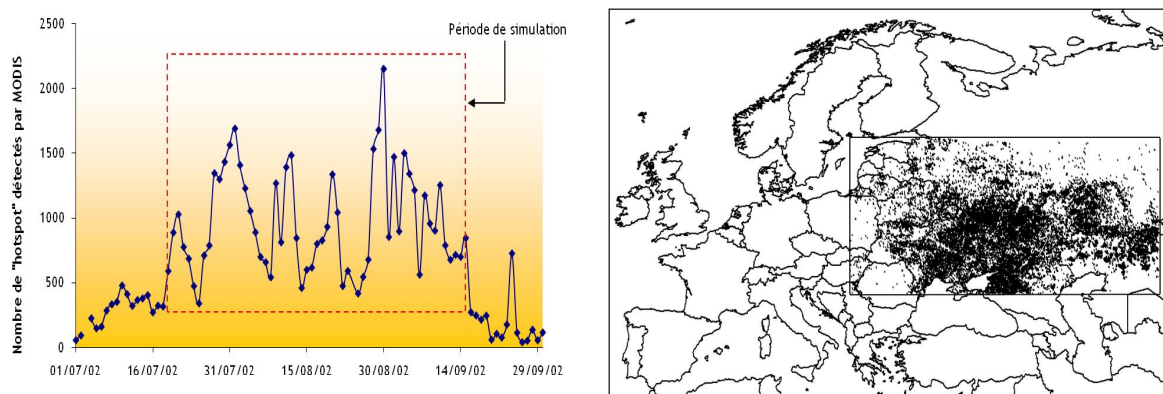 Nombre de "hotspot" détectés par MODIS
2500
2000
1500
1000
500
0
Période de simulation
01/07/02 16/07/02 31/07/02 15/08/02 30/08/02 14/09/02 29/09/02